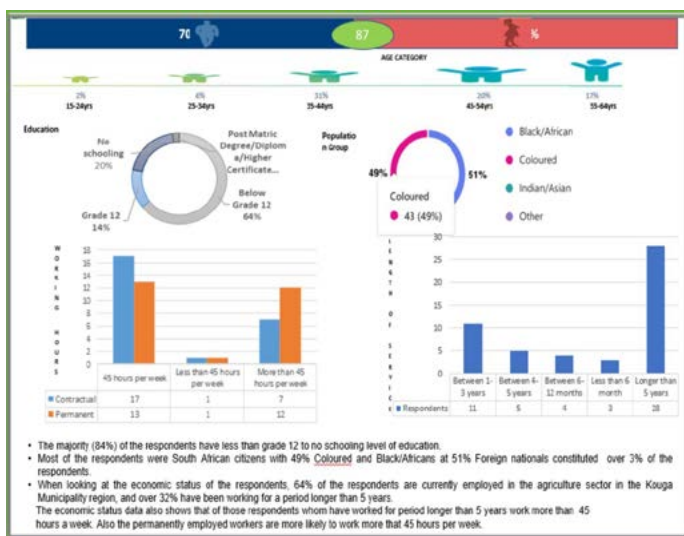 70
87
%
AGE CATEGORY
2%
6%
31%
20%
17%
15-24yrs
25-34yrs
35-44yrs
45-54yrs
55-64yrs
Education
No
schooling
20%
Post Matric
Degree/Diplom
a/Higher
Certificate...
Below
Grade 12
64%
Grade 12
14%
Populatio
n Group
49%
51%
Coloured
43 (49%)
Black/African
Coloured
Indian/Asian
Other
WORKING HOURS
18
16
14
12
10
8
6
4
2
0
45 hours per week
Less than 45 hours
per week
More than 45
hours per week
Contractual 17 1 7
Permanent 13 1 12
LENGTH OF SERVICE
30
25
20
15
10
5
0
Between 1-
3 years
Between 4-
5 years
Between 6-
12 months
Less than 6
month
Longer than
5 years
Respondents 11 5 4 3 28
• The majority (84%) of the respondents have less than grade 12 to no schooling level of education.
• Most of the respondents were South African citizens with 49% Coloured and Black/Africans at 51% Foreign nationals constituted over 3% of the
respondents.
• When looking at the economic status of the respondents, 64% of the respondents are currently employed in the agriculture sector in the Kouga
Municipality region, and over 32% have been working for a period longer than 5 years.
The economic status data also shows that of those respondents whom have worked for period longer than 5 years work more than 45
hours a week. Also the permanently employed workers are more likely to work more that 45 hours per week.